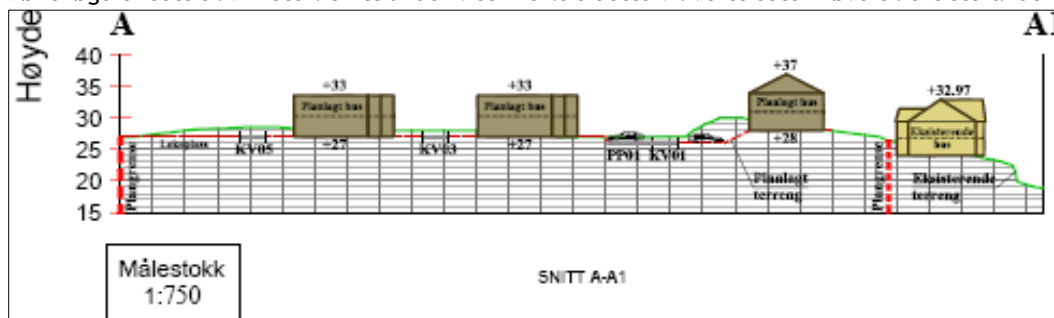 A
A1
Høyde
40
35
30
25
20
15
+33
+33
+37
+32.97
Planlagt hus
Planlagt hus
Planlagt hus
Eksisterende
hus
Lekeplass
KV05
+27
KV03
+27
PP01
KV01
+28
Plangrense
Planlagt
terreng
Plangrense
Eksisterende
terreng
Målestokk
1:750
SNITT A-A1